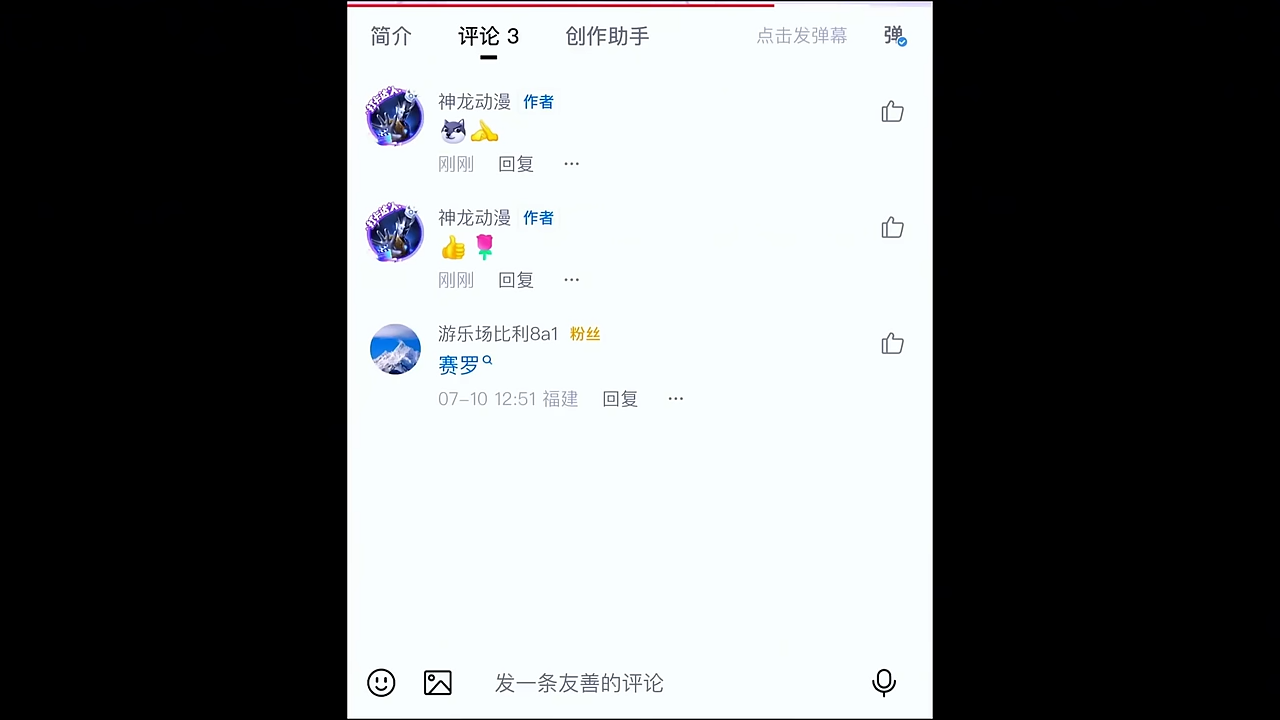 简介 评论 3 创作助手 点击发弹幕 弹
神龙动漫 作者
刚刚 回复 ...
神龙动漫 作者
刚刚 回复 ...
游乐场比利8a1 粉丝
赛罗
07-10 12:51 福建 回复 ...
发一条友善的评论